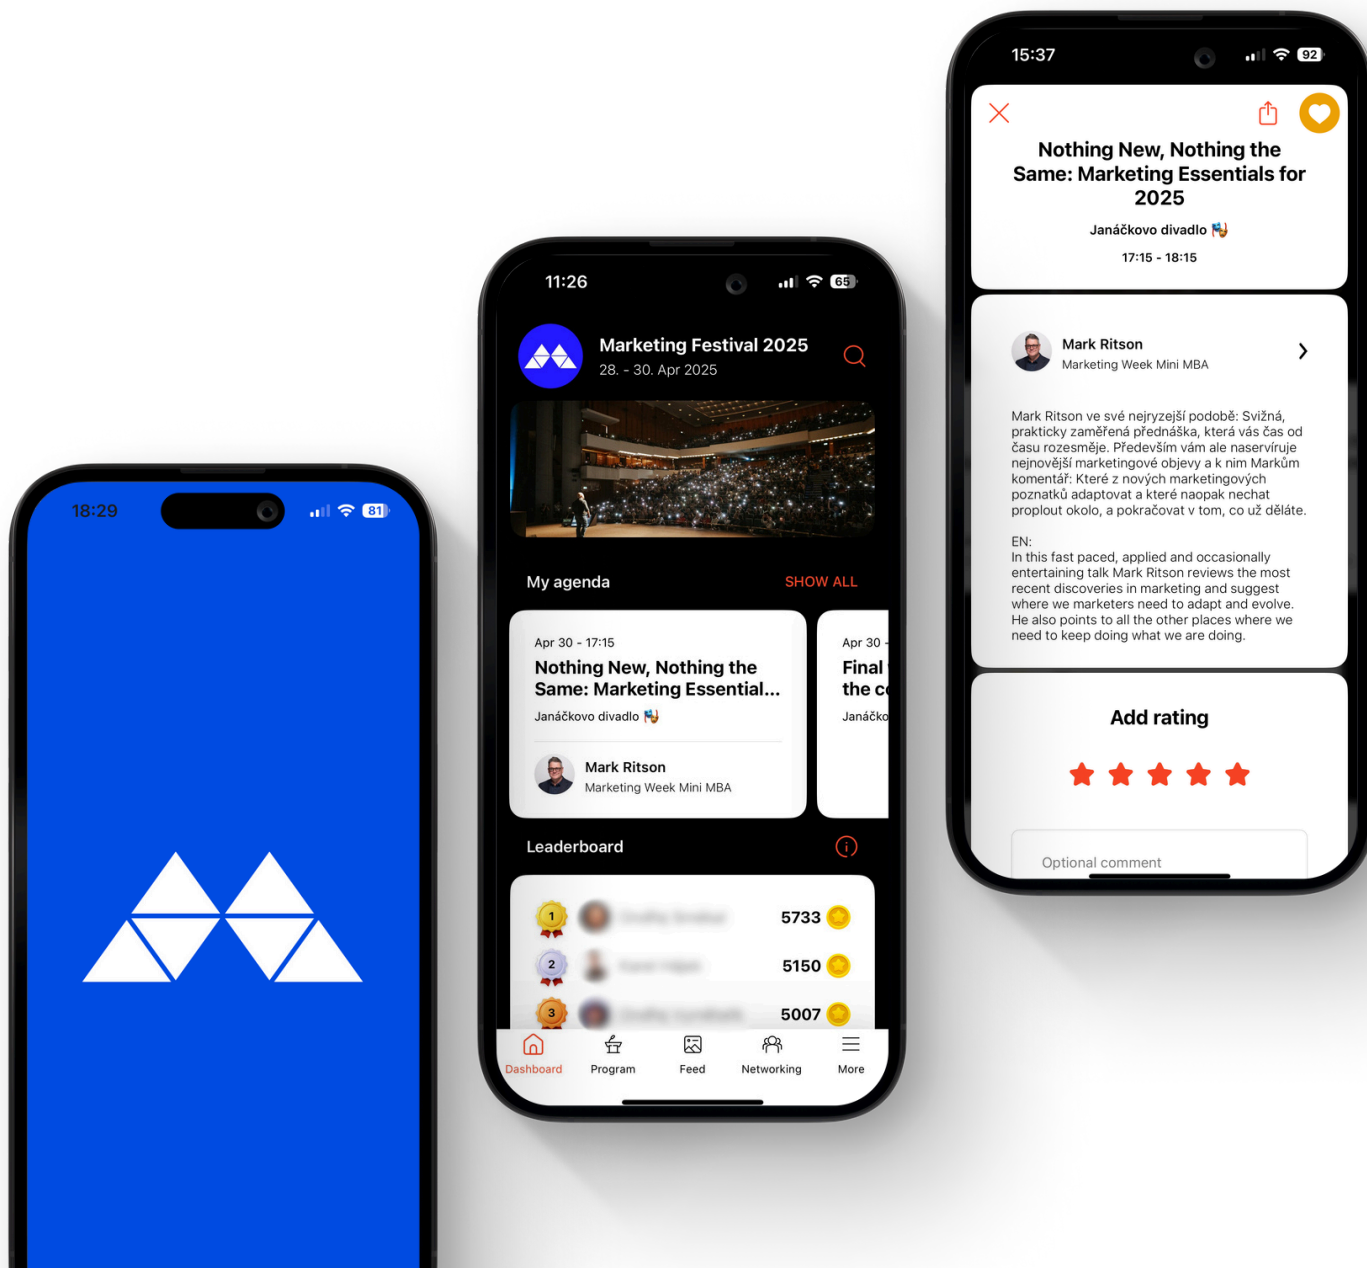 18:29
81
11:26
65
Marketing Festival 2025
28. - 30. Apr 2025
My agenda
SHOW ALL
Apr 30 - 17:15
Nothing New, Nothing the
Same: Marketing Essential...
Janáčkovo divadlo
Mark Ritson
Marketing Week Mini MBA
Apr 30 -
Final
the
Leaderboard
1
5733
2
5150
3
5007
Dashboard
Program
Feed
Networking
More
15:37
92
Nothing New, Nothing the
Same: Marketing Essentials for
2025
Janáčkovo divadlo
17:15 - 18:15
Mark Ritson
Marketing Week Mini MBA
Mark Ritson ve své nejryzejší podobě: Svižná,
prakticky zaměřená přednáška, která vás čas od
času rozesměje. Především vám ale naservíruje
nejnovější marketingové objevy a k nim Markům
komentář: Které z nových marketingových
poznatků adaptovat a které naopak nechat
proplout okolo, a pokračovat v tom, co už děláte.
EN:
In this fast paced, applied and occasionally
entertaining talk Mark Ritson reviews the most
recent discoveries in marketing and suggest
where we marketers need to adapt and evolve.
He also points to all the other places where we
need to keep doing what we are doing.
Add rating
Optional comment